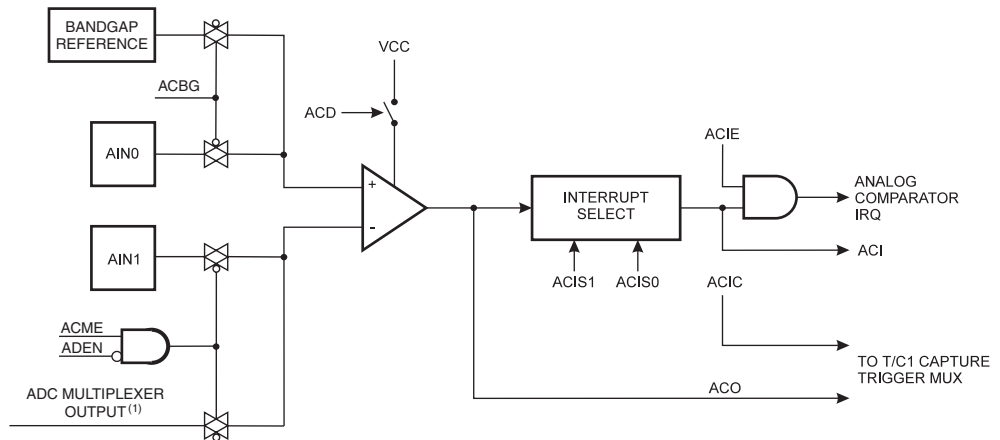 BANDGAP
REFERENCE
ACBG
AIN0
VCC
ACD
+
-
AIN1
ACME
ADEN
ADC MULTIPLEXER
OUTPUT(1)
INTERRUPT
SELECT
ACIS1
ACIS0
ACIE
ANALOG
COMPARATOR
IRQ
ACI
ACIC
TO T/C1 CAPTURE
TRIGGER MUX
ACO